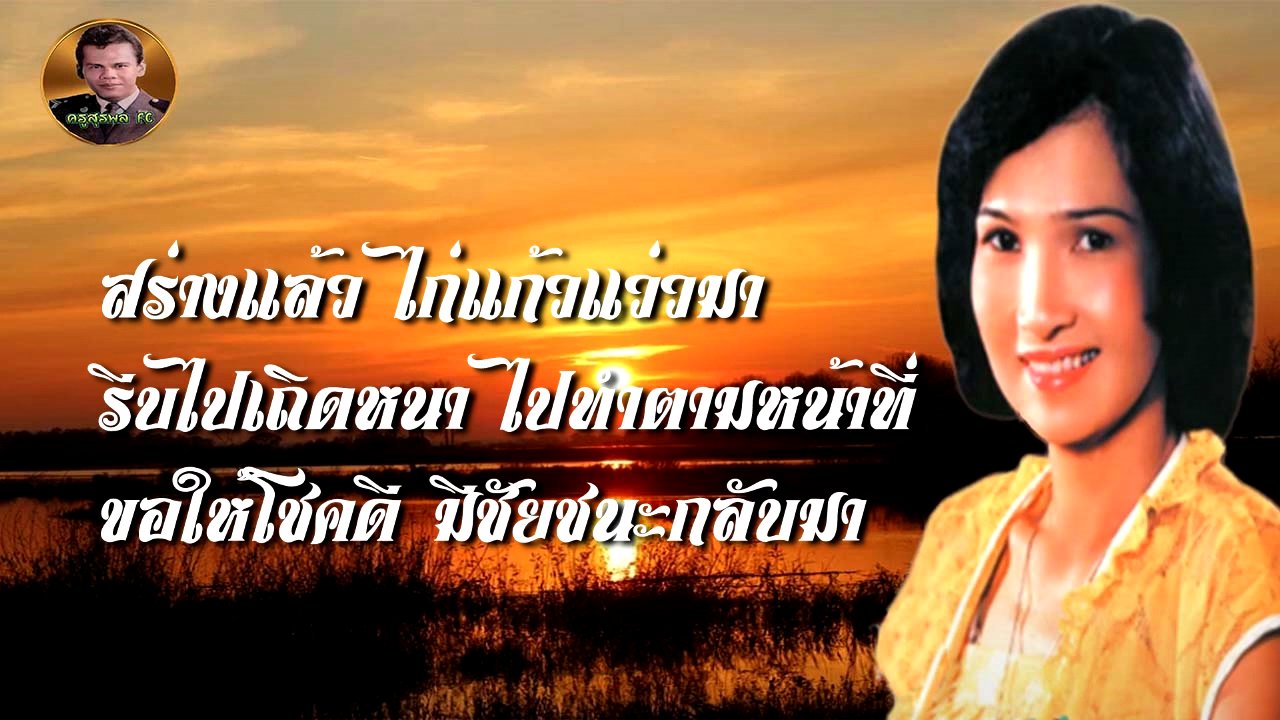 ครูสุรพล FC
สร่างแล้ว ไก่แก้วแว่วมา
รีบไปเถิดหนา ไปทำตามหน้าที่
ขอให้โชคดี มีชัยชนะกลับมา